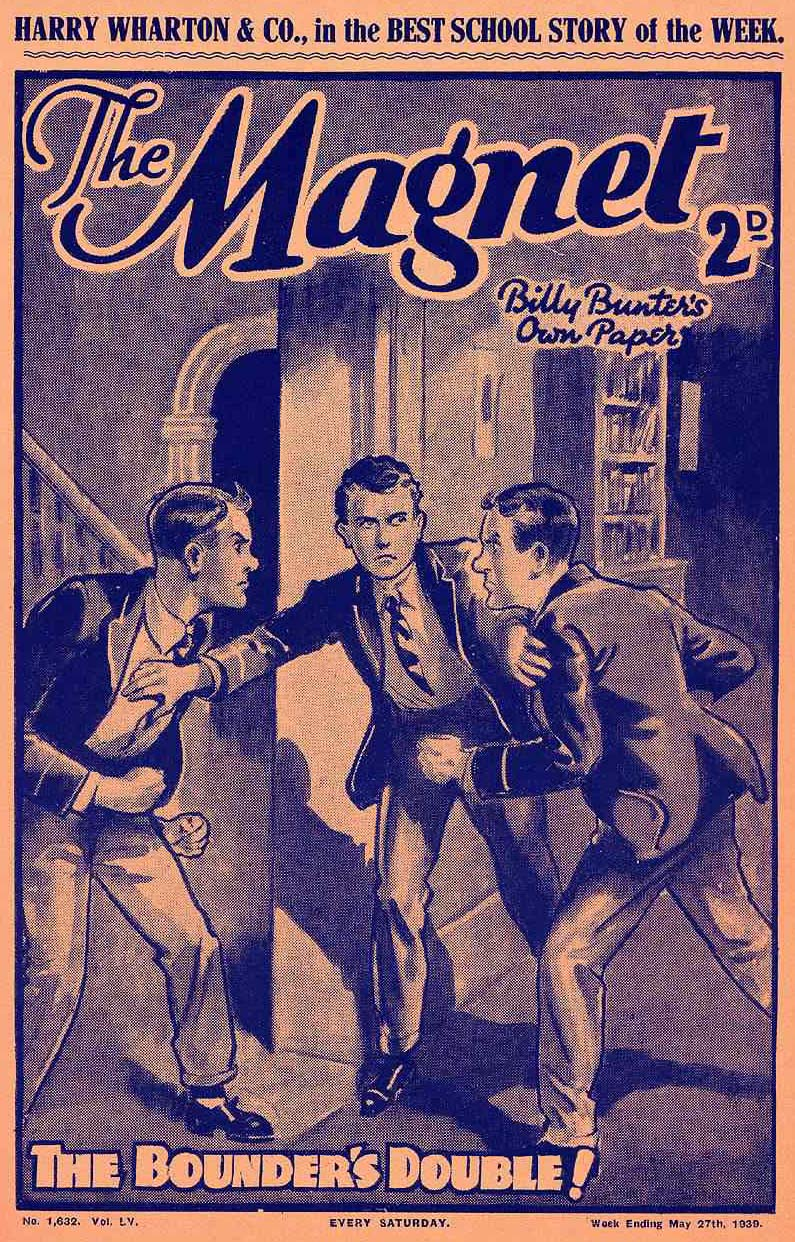 HARRY WHARTON & CO., in the BEST SCHOOL STORY of the WEEK.
The Magnet
2D
Billy Bunter's
Own Paper
THE BOUNDER'S DOUBLE!
No. 1,632. Vol. LV. EVERY SATURDAY. Week Ending May 27th, 1939.